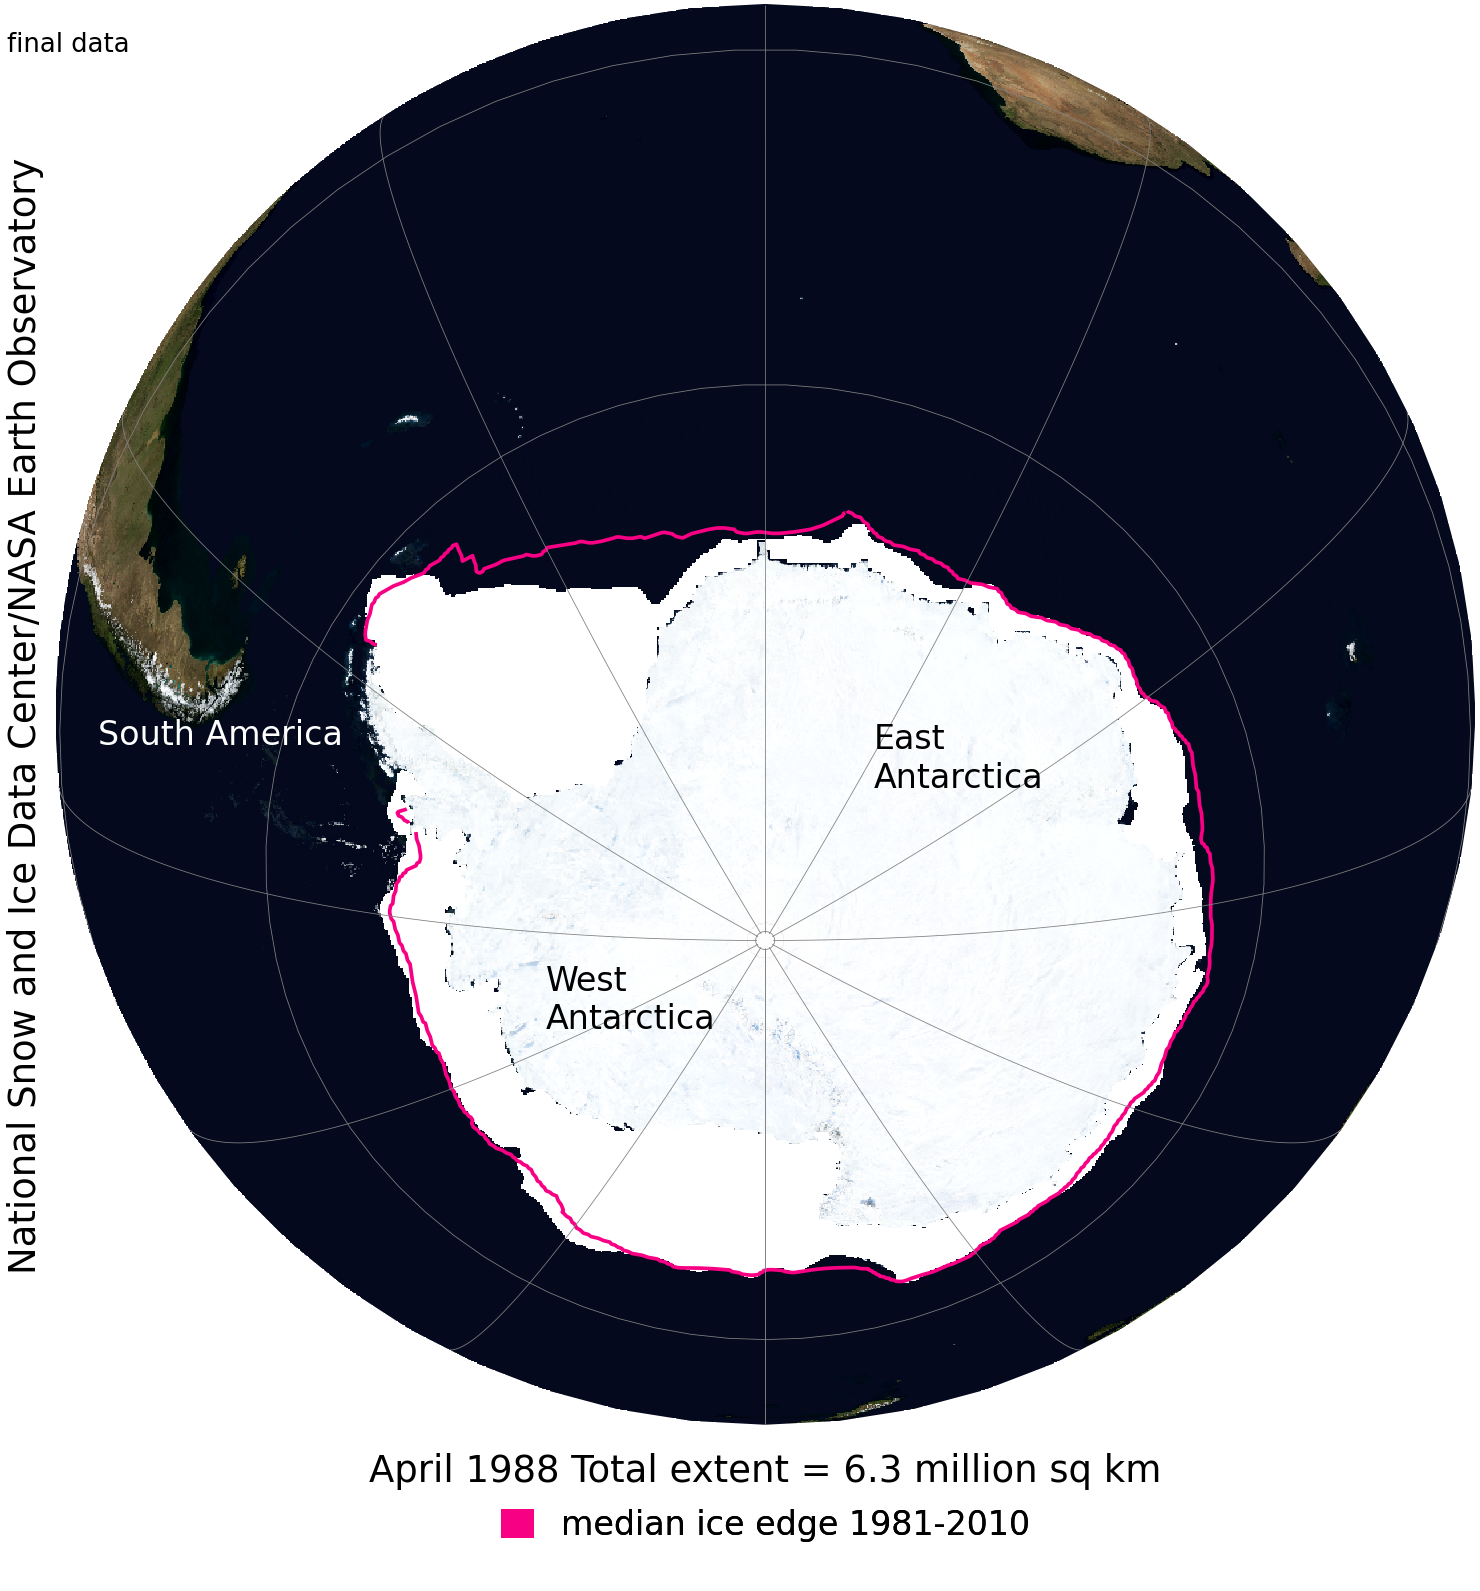 final data
National Snow and Ice Data Center/NASA Earth Observatory
South America
East
Antarctica
West
Antarctica
April 1988 Total extent = 6.3 million sq km
median ice edge 1981-2010